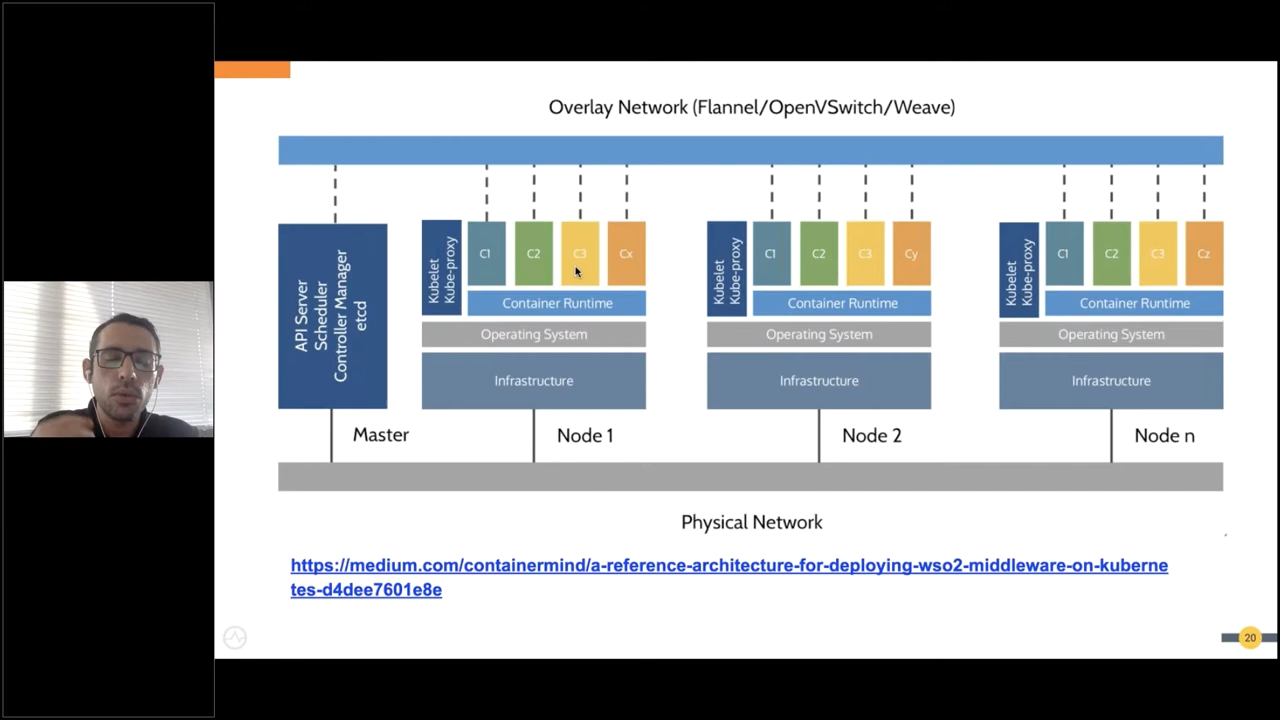 Overlay Network (Flannel/OpenVSwitch/Weave)
API Server
Scheduler
Controller Manager
etcd
Kubelet
Kube-proxy
C1
C2
C3
Cx
Container Runtime
Operating System
Infrastructure
Kubelet
Kube-proxy
C1
C2
C3
Cy
Container Runtime
Operating System
Infrastructure
Kubelet
Kube-proxy
C1
C2
C3
Cz
Container Runtime
Operating System
Infrastructure
Master
Node 1
Node 2
Node n
Physical Network
https://medium.com/containermind/a-reference-architecture-for-deploying-wso2-middleware-on-kuberne
tes-d4dee7601e8e
20